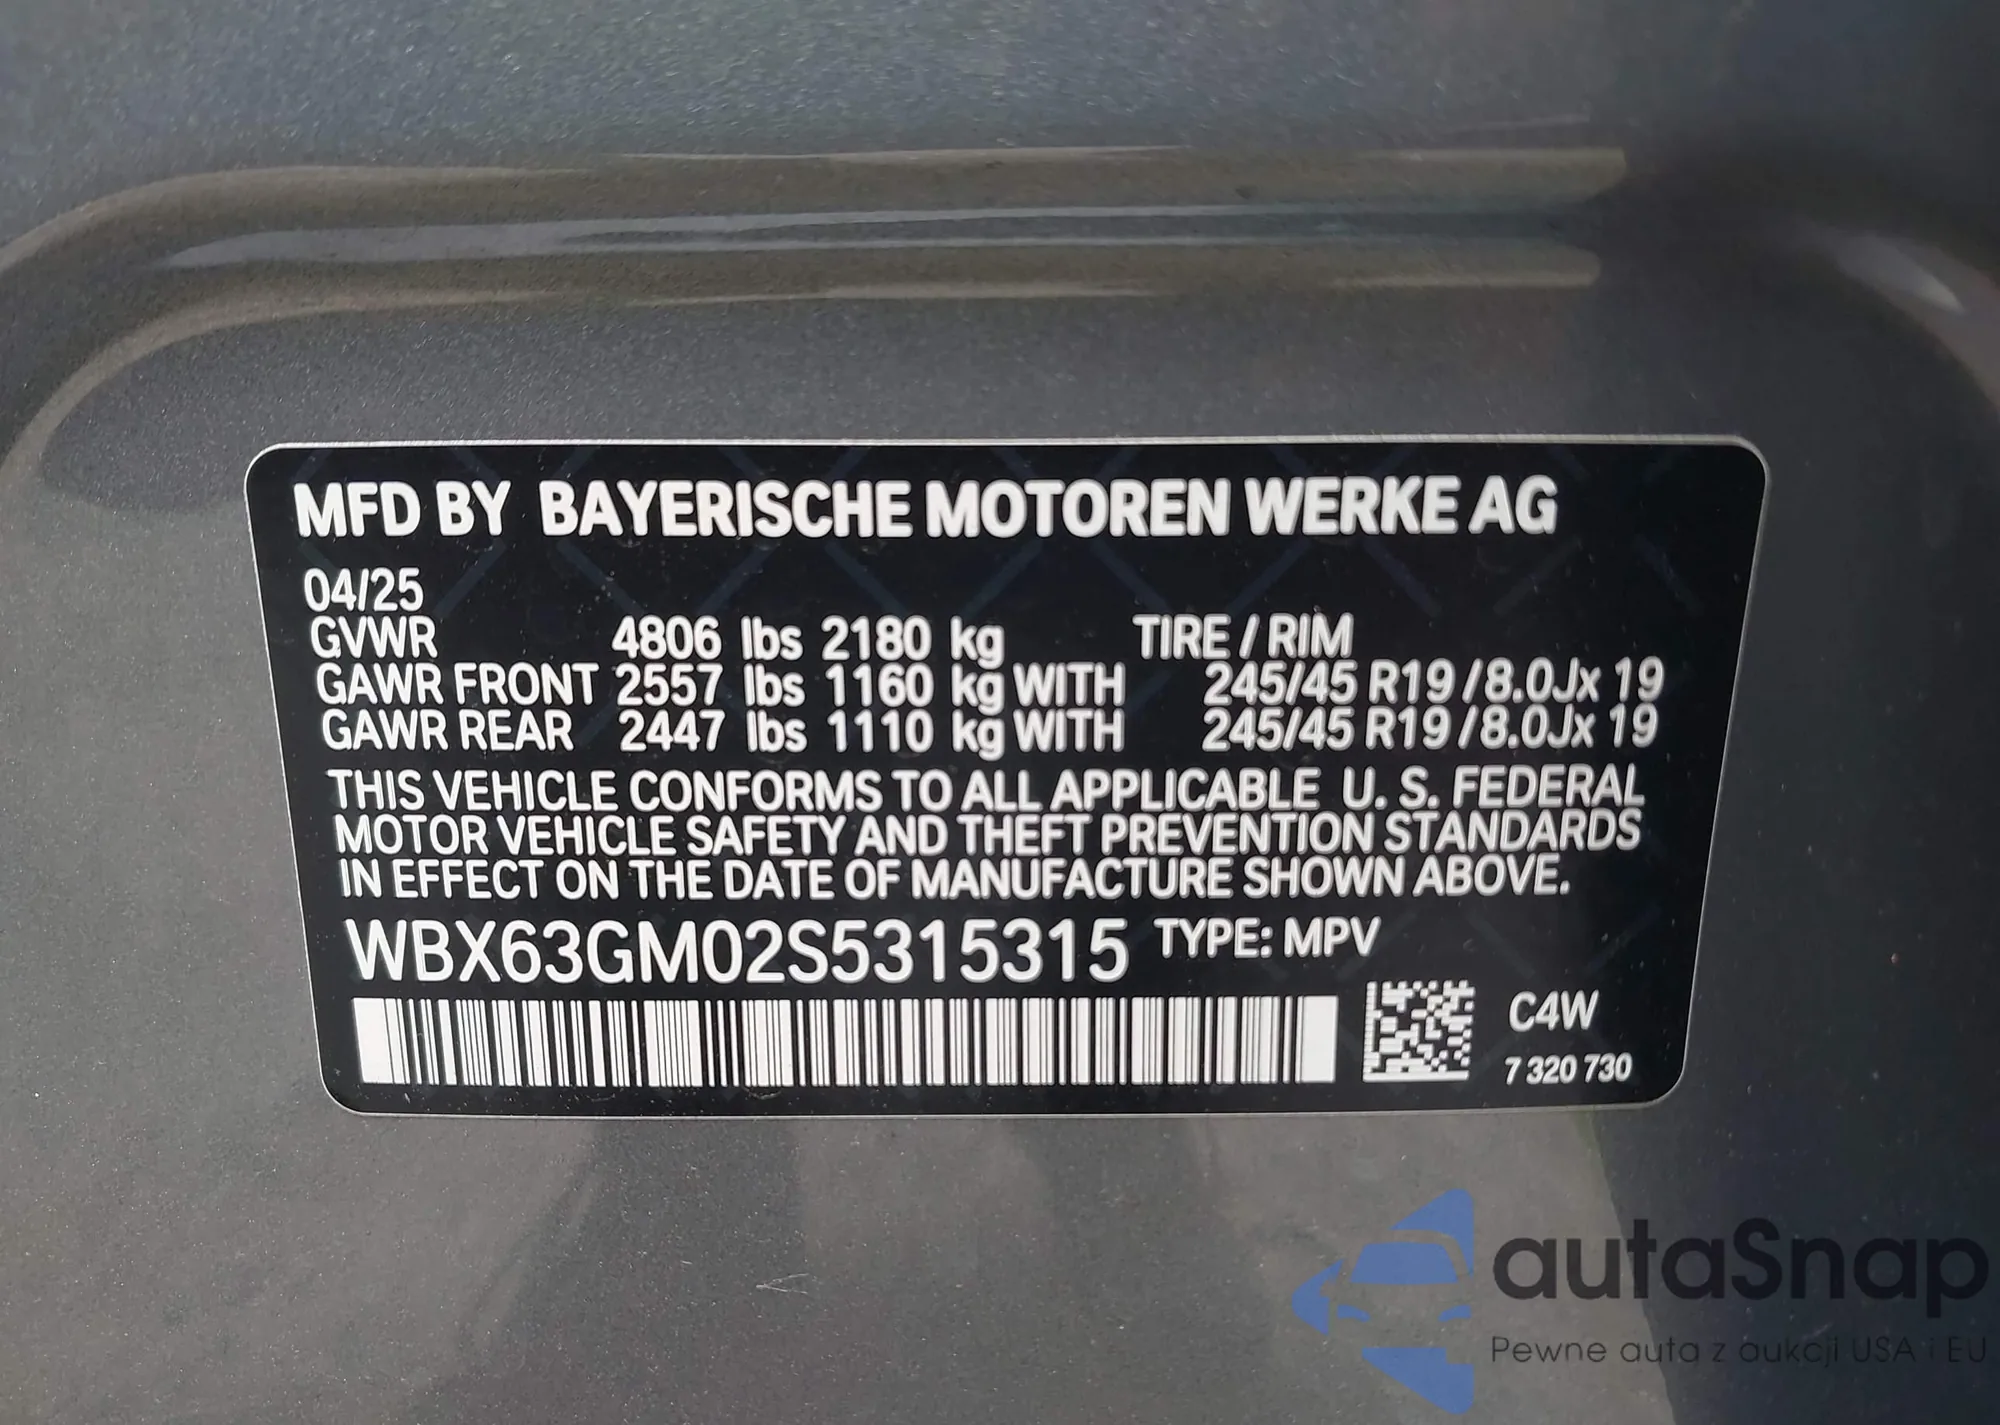 MFD BY BAYERISCHE MOTOREN WERKE AG
04/25
GVWR 4806 lbs 2180 kg TIRE / RIM
GAWR FRONT 2557 lbs 1160 kg WITH 245/45 R19 /8.0Jx 19
GAWR REAR 2447 lbs 1110 kg WITH 245/45 R19 /8.0Jx 19
THIS VEHICLE CONFORMS TO ALL APPLICABLE U. S. FEDERAL
MOTOR VEHICLE SAFETY AND THEFT PREVENTION STANDARDS
IN EFFECT ON THE DATE OF MANUFACTURE SHOWN ABOVE.
WBX63GM02S5315315 TYPE: MPV
C4W
7 320 730
autaSnap
Pewne auta z aukcji USA i EU